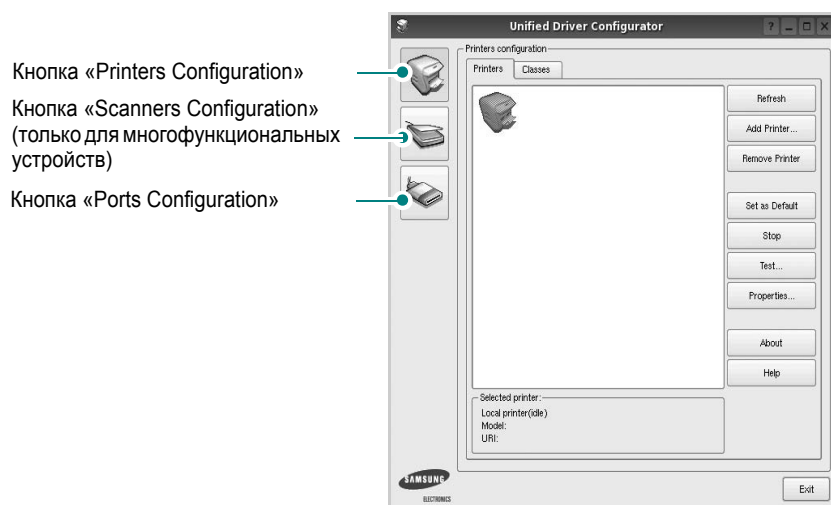 Unified Driver Configurator
Кнопка «Printers Configuration»
Кнопка «Scanners Configuration»
(только для многофункциональных
устройств)
Кнопка «Ports Configuration»
Printers configuration
Printers
Classes
Refresh
Add Printer...
Remove Printer
Set as Default
Stop
Test...
Properties...
About
Help
Selected printer:
Local printer(idle)
Model:
URI:
SAMSUNG
ELECTRONICS
Exit